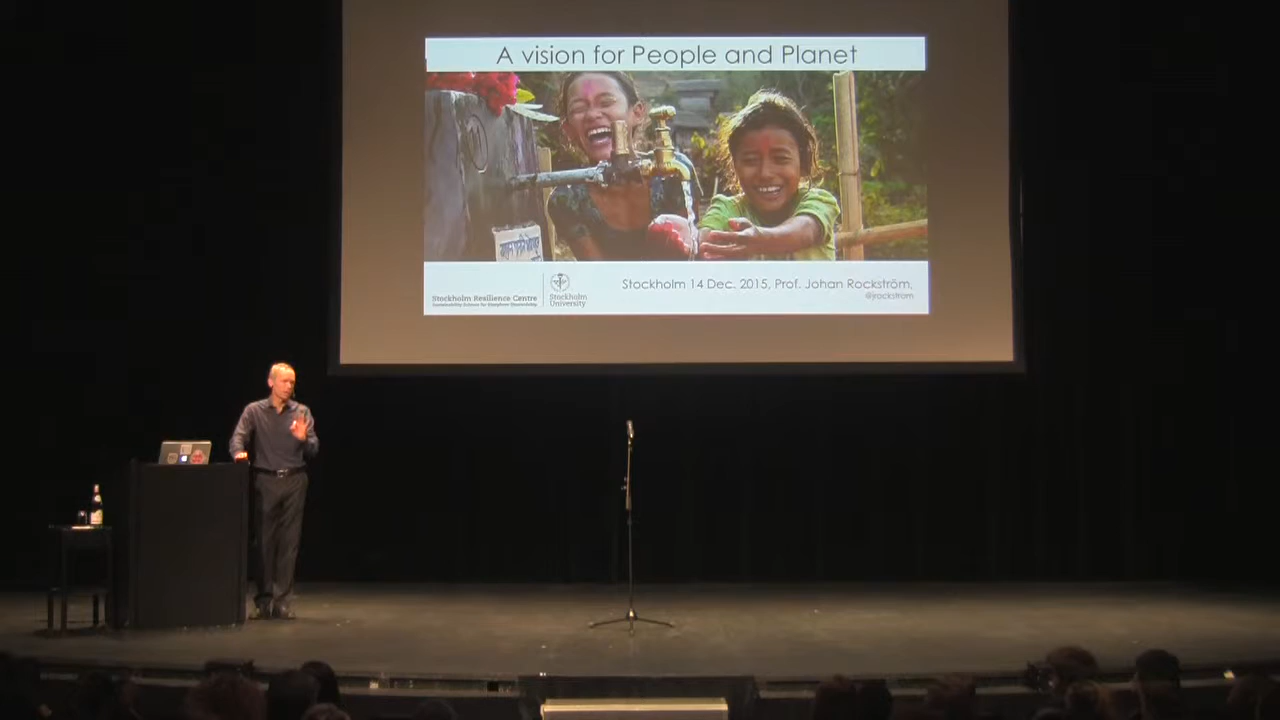 A vision for People and Planet
Stockholm 14 Dec. 2015, Prof. Johan Rockström,
@jrockstrom
Stockholm Resilience Centre
Stockholm
University